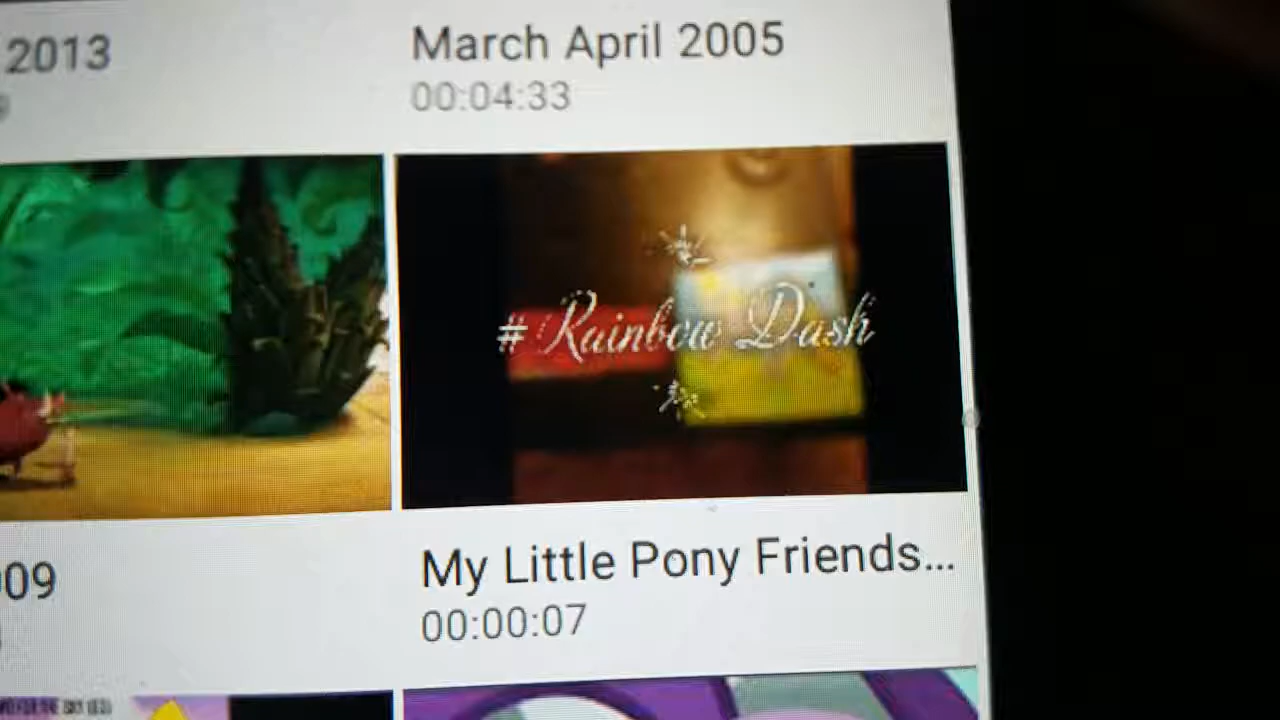 2013
March April 2005
00:04:33
# Rainbow Dash
My Little Pony Friends...
09
00:00:07